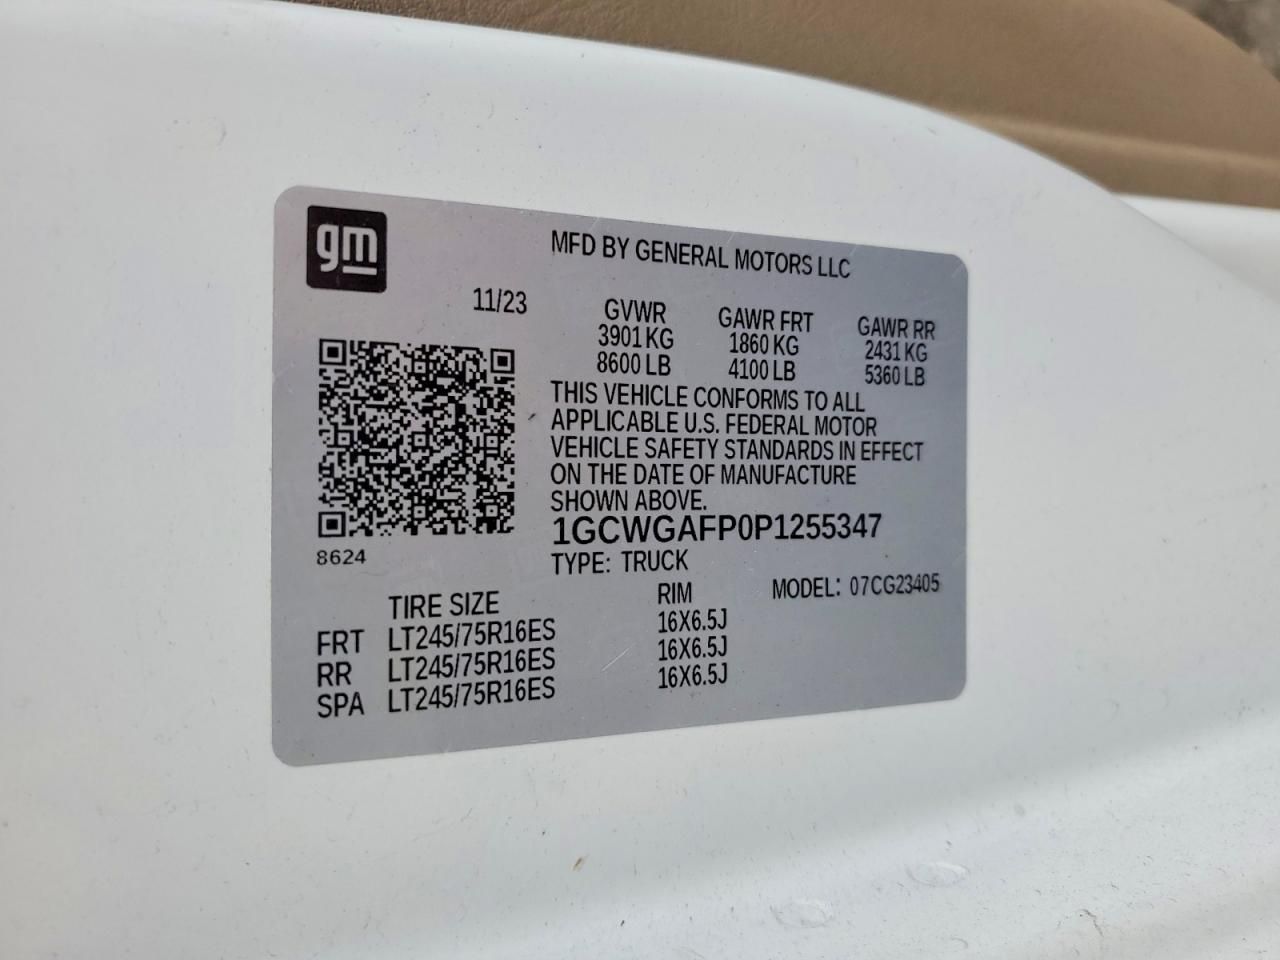 gm
MFD BY GENERAL MOTORS LLC
11/23
GVWR GAWR FRT GAWR RR
3901 KG 1860 KG 2431 KG
8600 LB 4100 LB 5360 LB
THIS VEHICLE CONFORMS TO ALL
APPLICABLE U.S. FEDERAL MOTOR
VEHICLE SAFETY STANDARDS IN EFFECT
ON THE DATE OF MANUFACTURE
SHOWN ABOVE.
1GCWGAFP0P1255347
8624
TYPE: TRUCK
MODEL: 07CG23405
TIRE SIZE RIM
FRT LT245/75R16ES 16X6.5J
RR LT245/75R16ES 16X6.5J
SPA LT245/75R16ES 16X6.5J